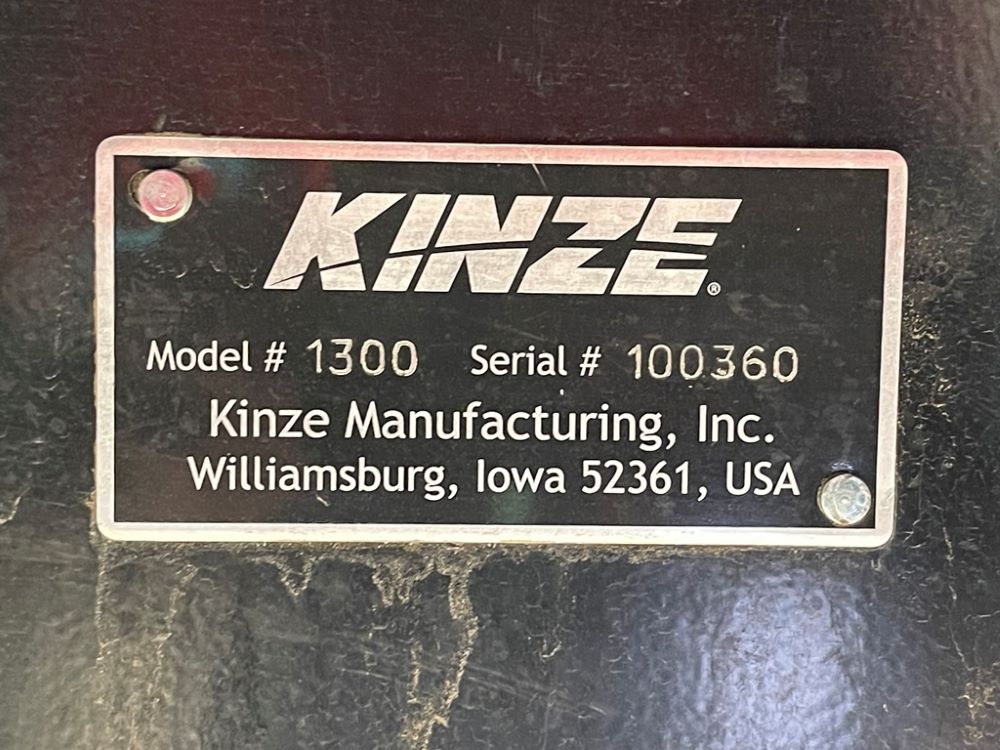 KINZE®
Model # 1300 Serial # 100360
Kinze Manufacturing, Inc.
Williamsburg, Iowa 52361, USA